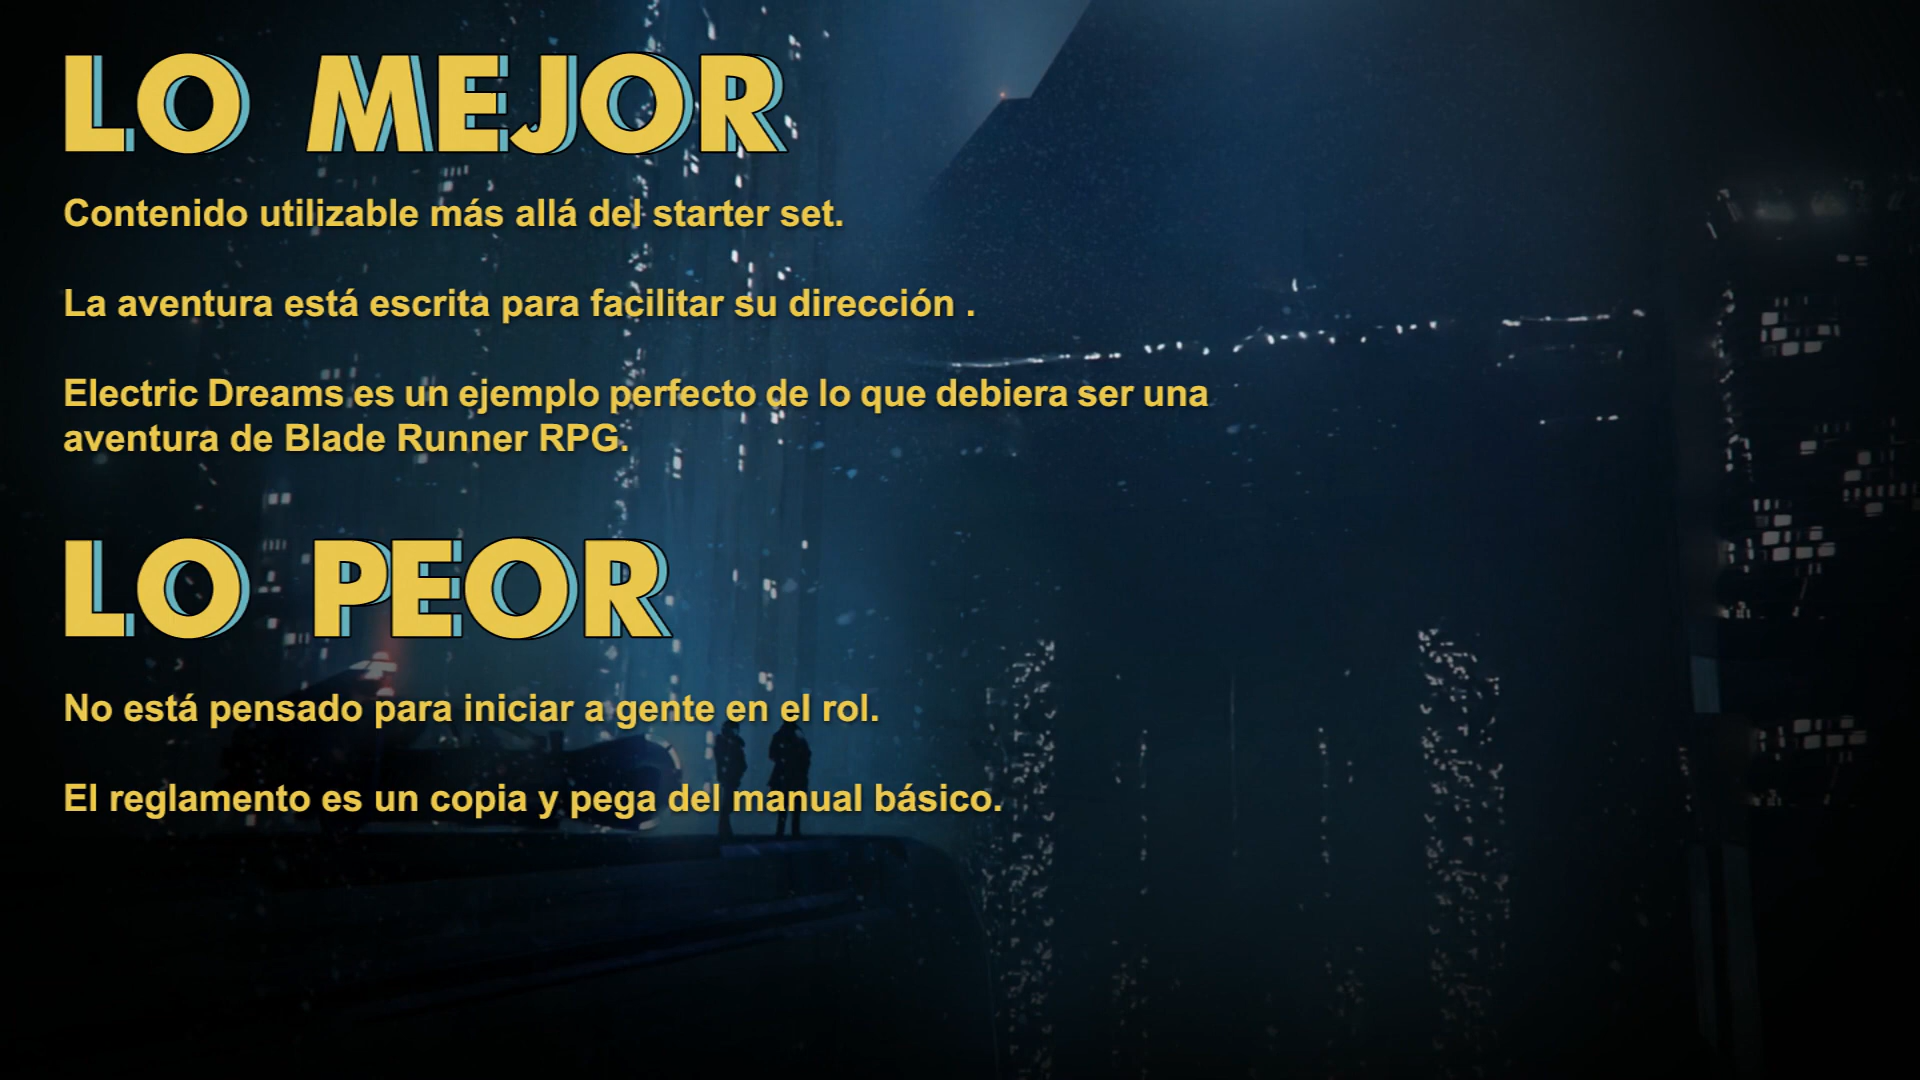 LO MEJOR
Contenido utilizable más allá del starter set.
La aventura está escrita para facilitar su dirección .
Electric Dreams es un ejemplo perfecto de lo que debiera ser una
aventura de Blade Runner RPG.
LO PEOR
No está pensado para iniciar a gente en el rol.
El reglamento es un copia y pega del manual básico.